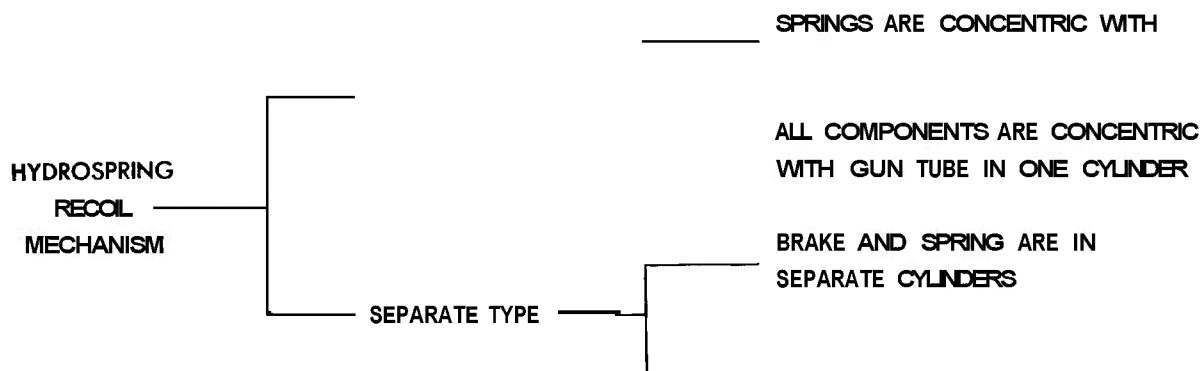 SPRINGS ARE CONCENTRIC WITH
ALL COMPONENTS ARE CONCENTRIC
WITH GUN TUBE IN ONE CYLINDER
HYDROSPRING
RECOIL
MECHANISM
BRAKE AND SPRING ARE IN
SEPARATE CYLINDERS
SEPARATE TYPE